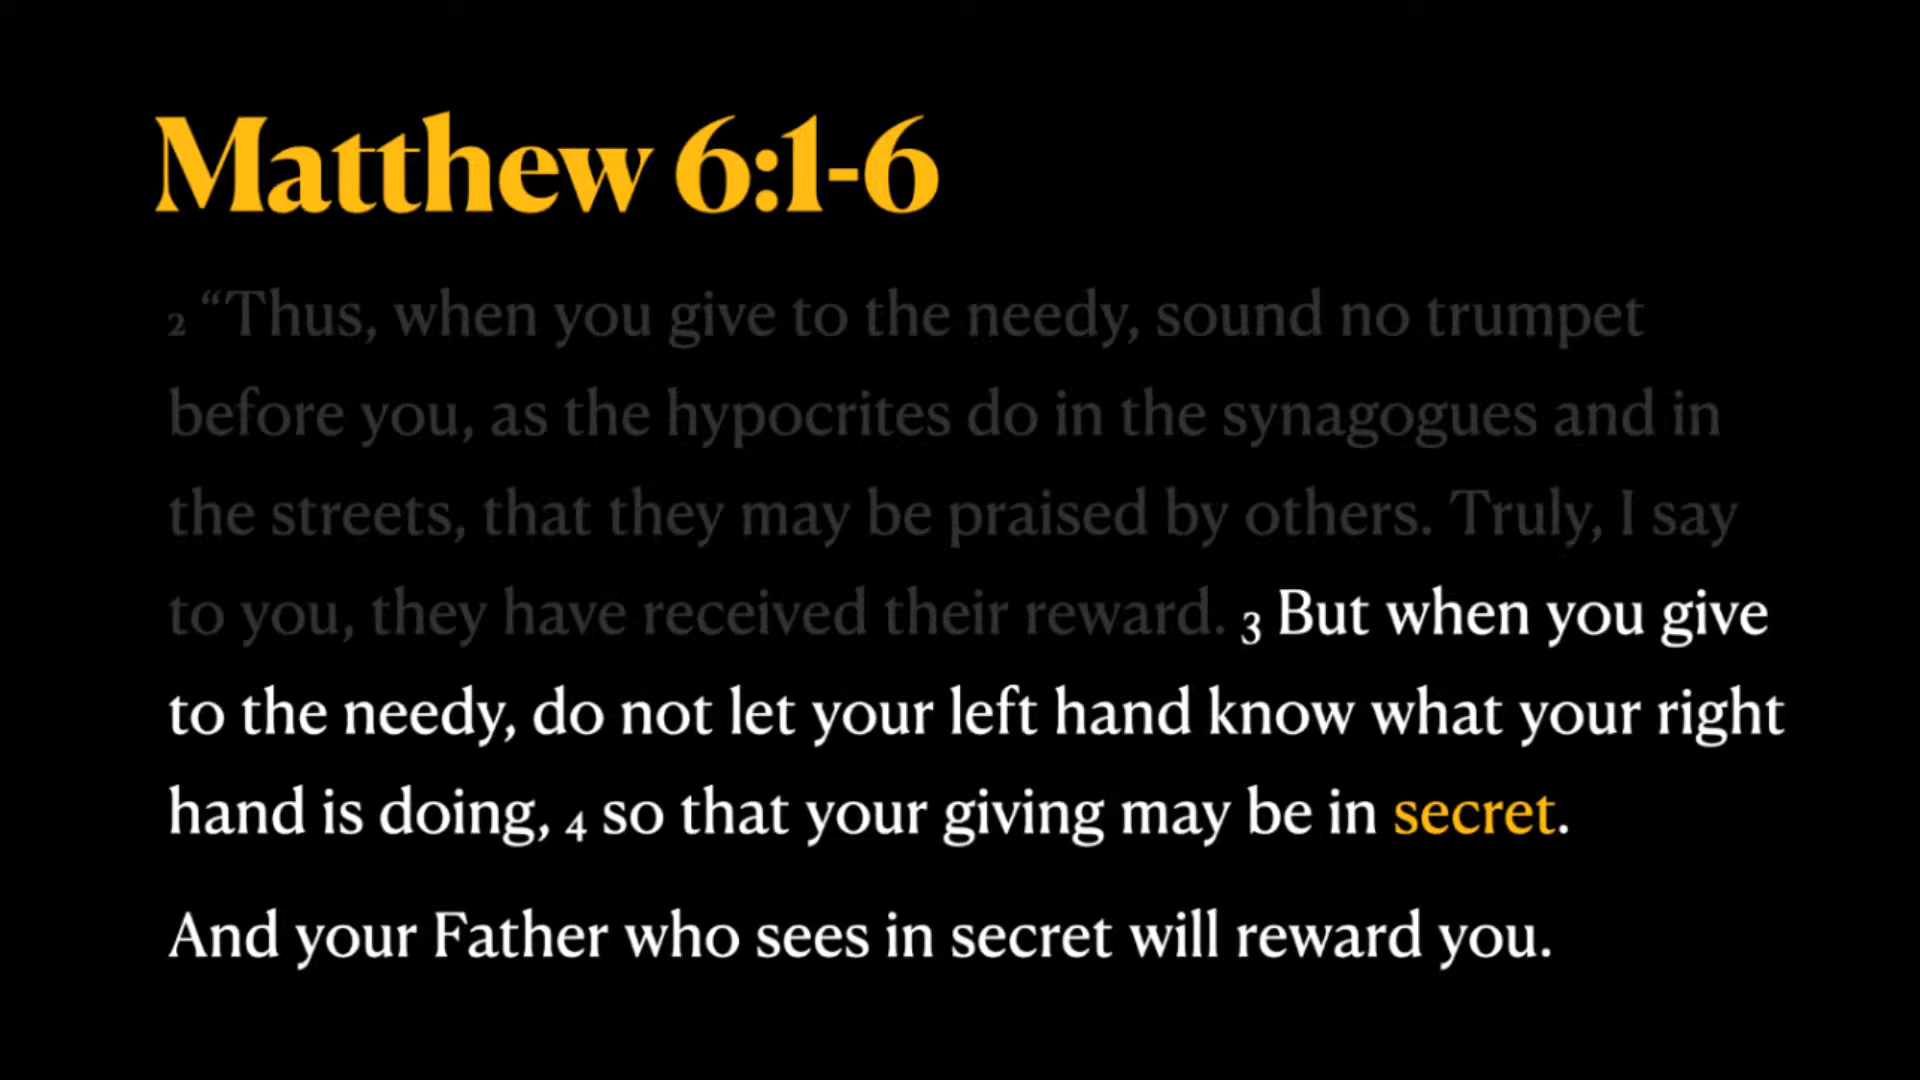 Matthew 6:1-6
2 “Thus, when you give to the needy, sound no trumpet
before you, as the hypocrites do in the synagogues and in
the streets, that they may be praised by others. Truly, I say
to you, they have received their reward. 3 But when you give
to the needy, do not let your left hand know what your right
hand is doing, 4 so that your giving may be in secret.
And your Father who sees in secret will reward you.